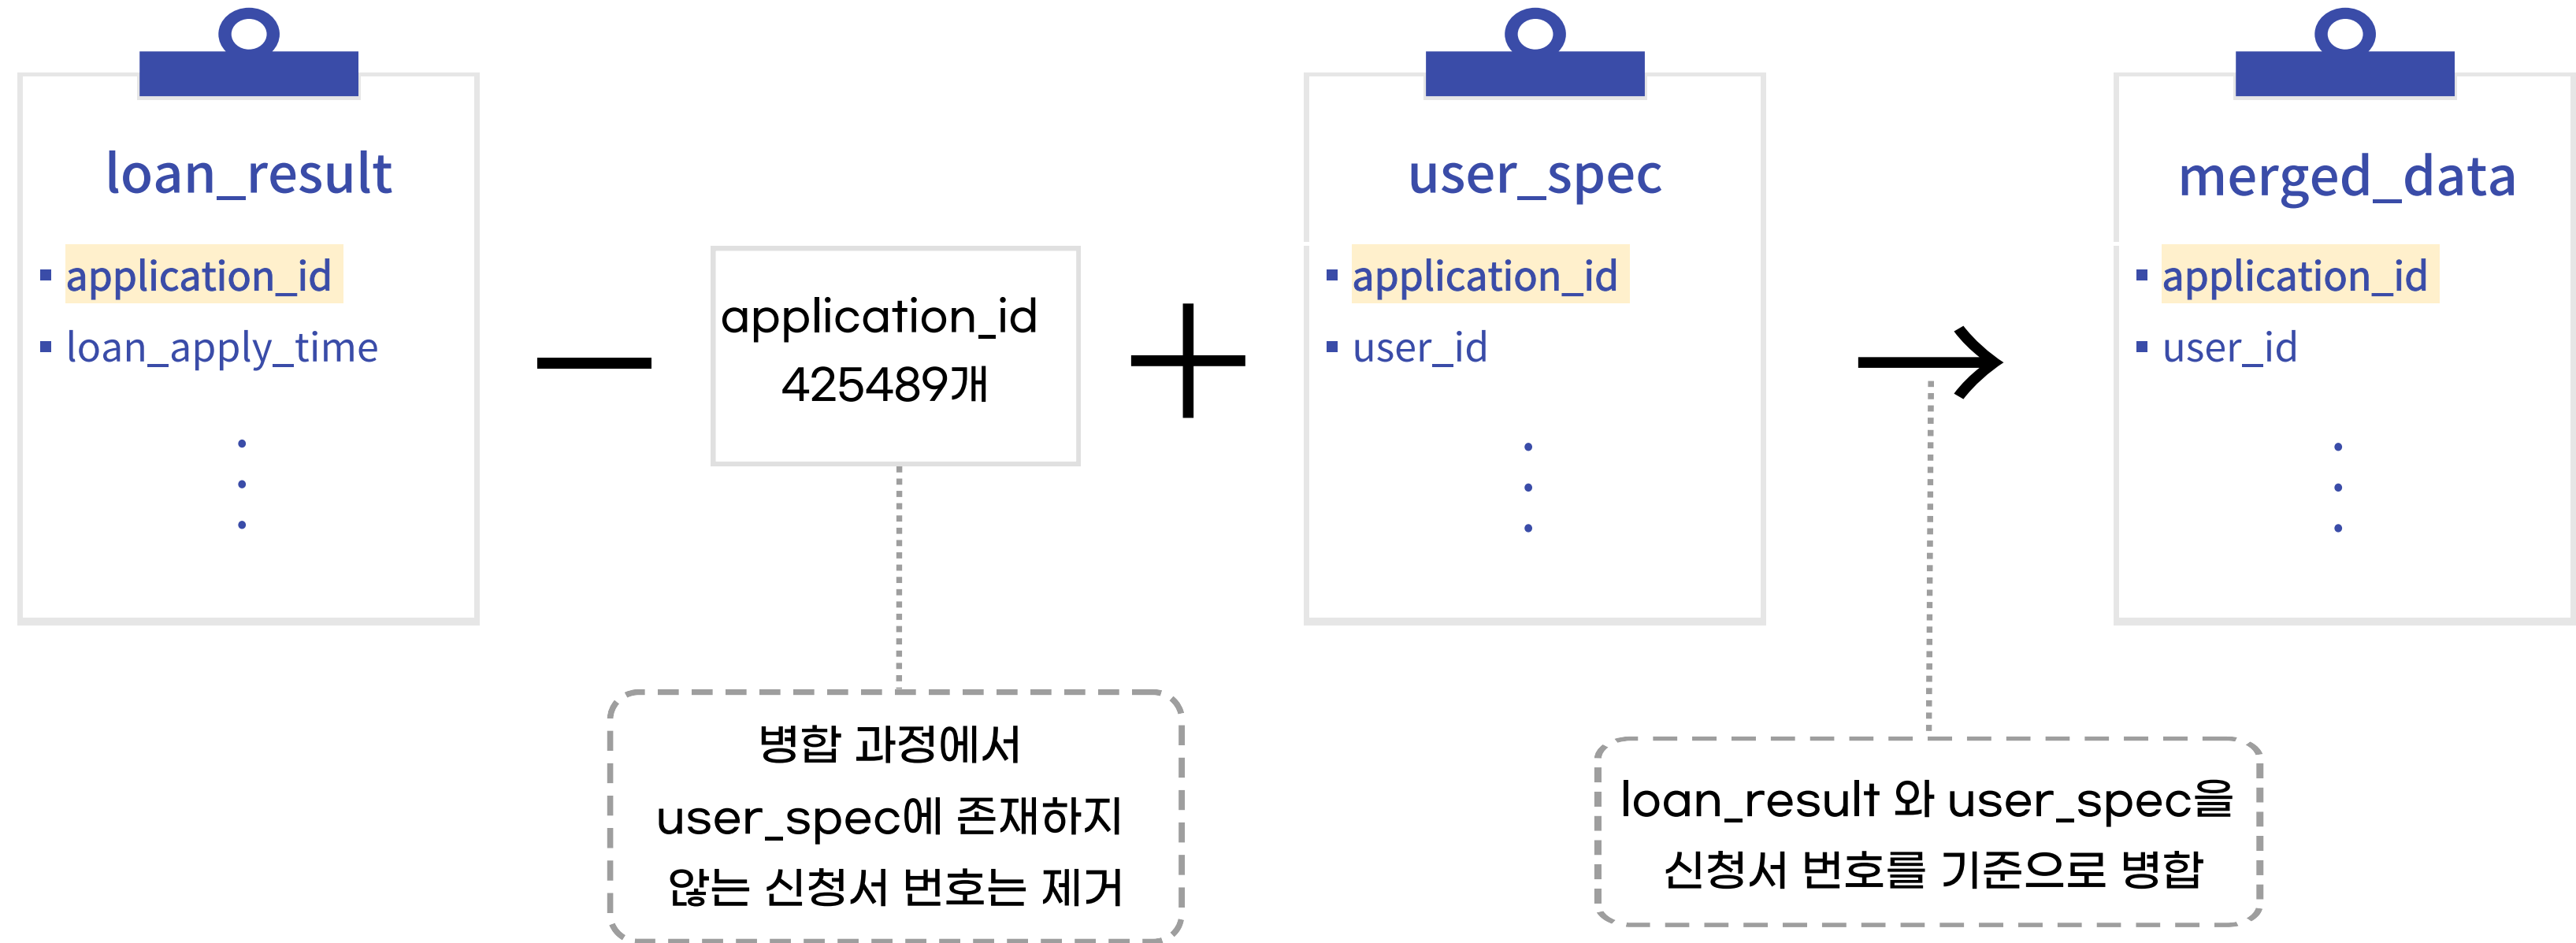 loan_result
▪ application_id
▪ loan_apply_time
application_id
425489개
병합 과정에서
user_spec에 존재하지
않는 신청서 번호는 제거
user_spec
▪ application_id
▪ user_id
loan_result 와 user_spec을
신청서 번호를 기준으로 병합
merged_data
▪ application_id
▪ user_id